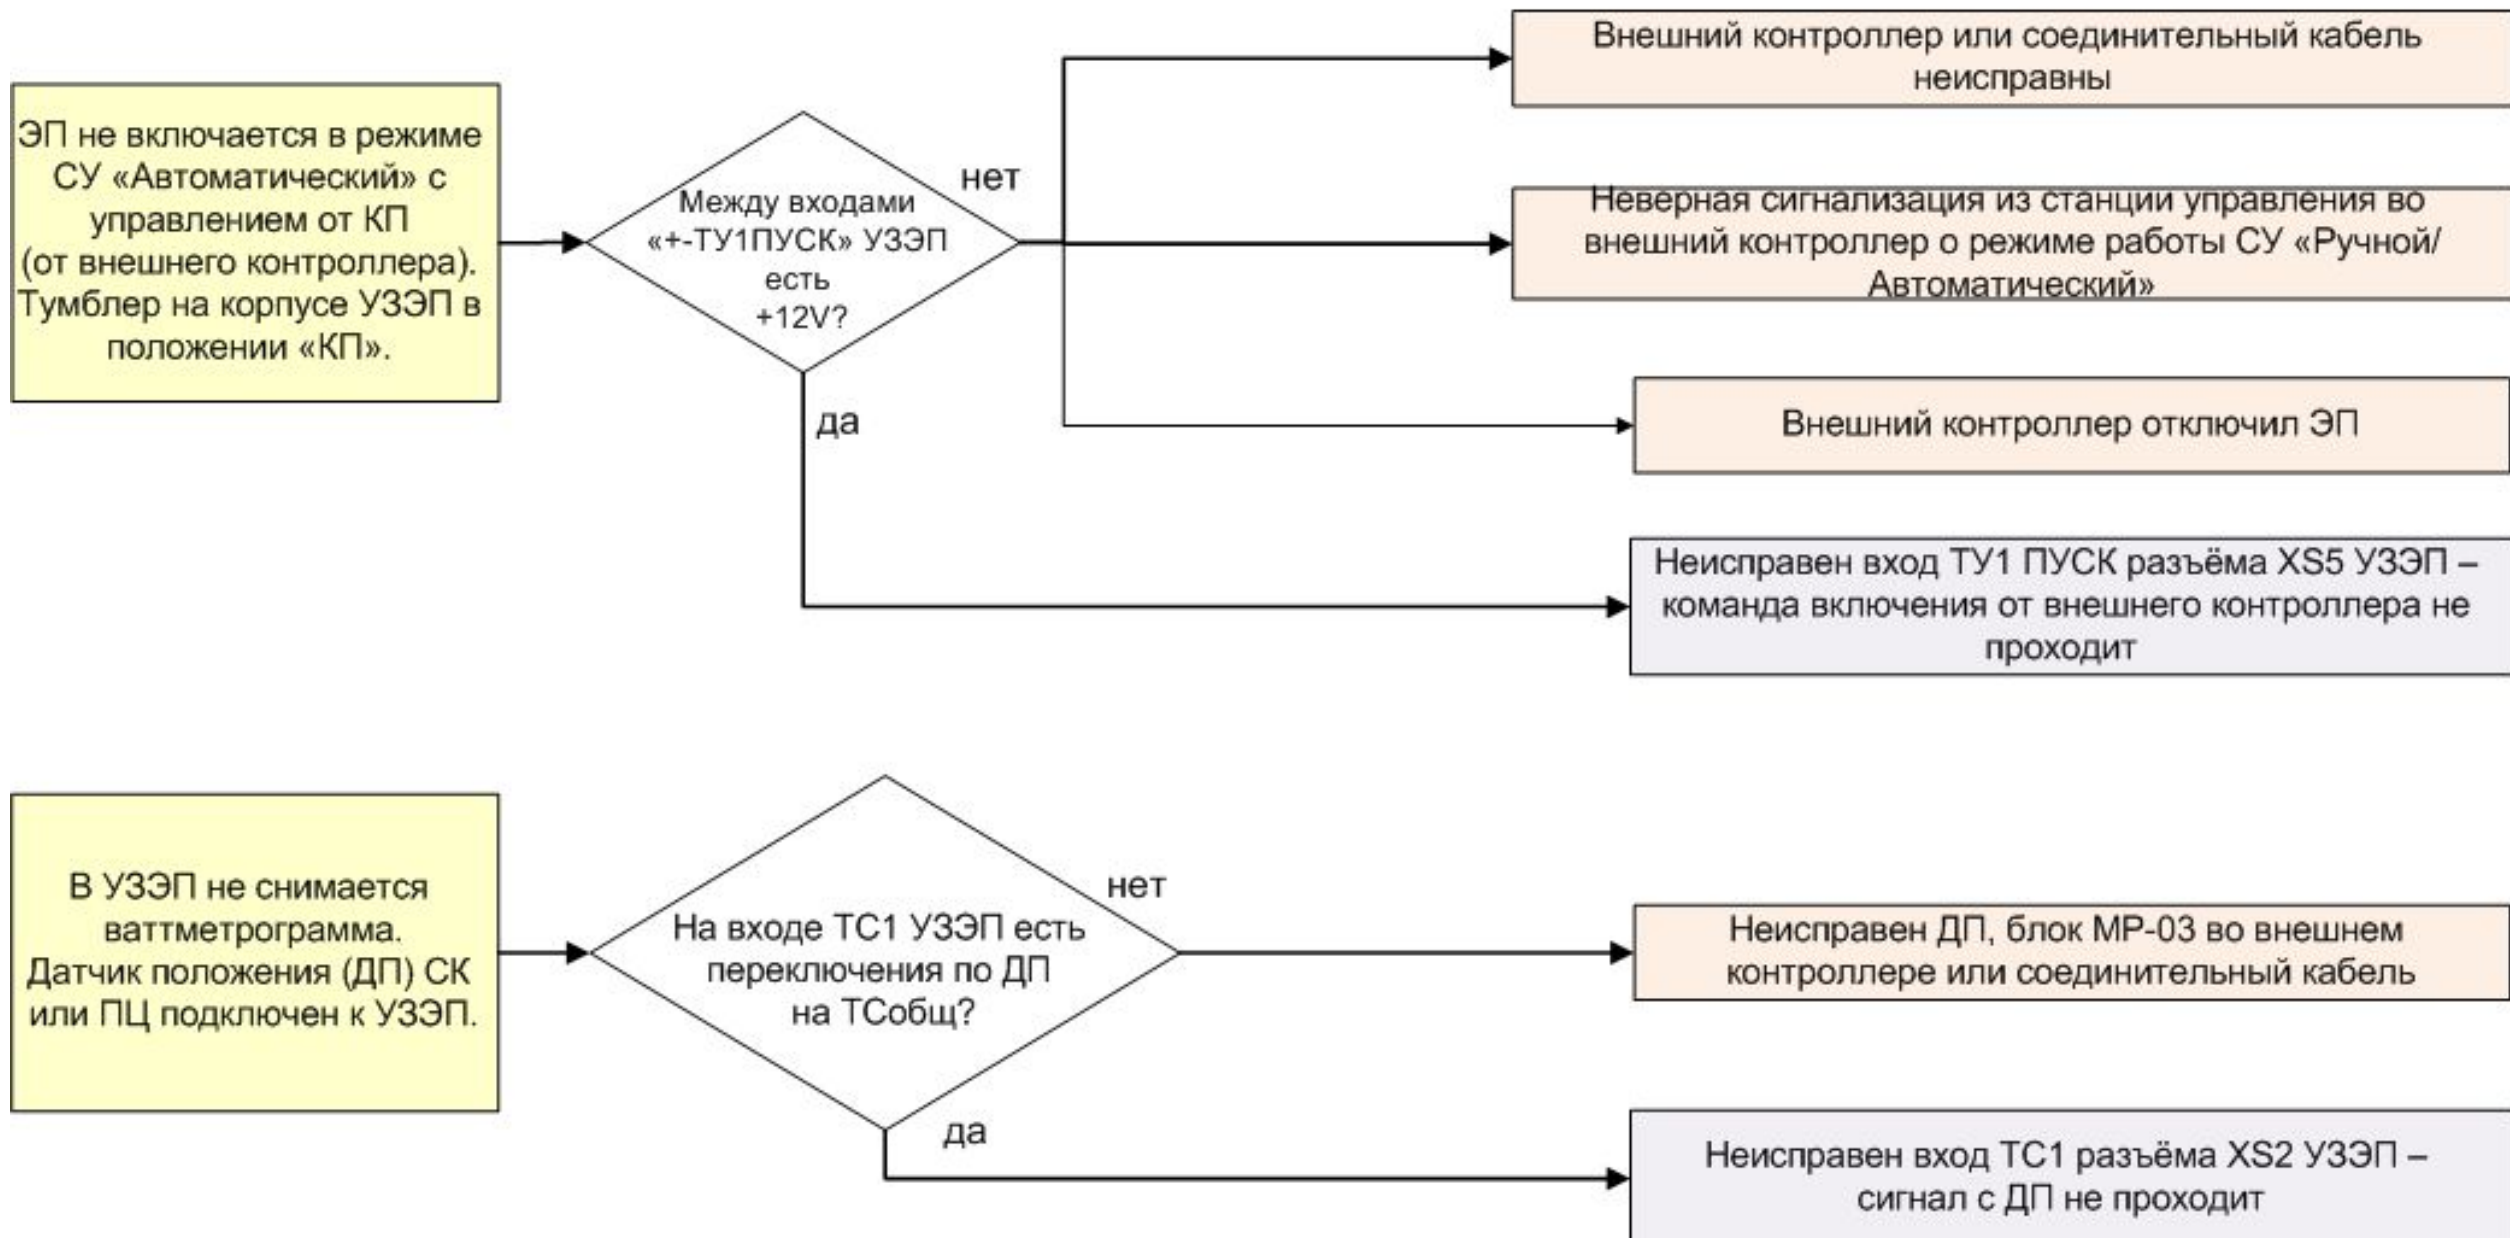 ЭП не включается в режиме
СУ «Автоматический» с
управлением от КП
(от внешнего контроллера).
Тумблер на корпусе УЗЭП в
положении «КП».
Между входами
«+-ТУ1ПУСК» УЗЭП
есть
+12V?
нет
да
Внешний контроллер или соединительный кабель
неисправны
Неверная сигнализация из станции управления во
внешний контроллер о режиме работы СУ «Ручной/
Автоматический»
Внешний контроллер отключил ЭП
Неисправен вход ТУ1 ПУСК разъёма XS5 УЗЭП –
команда включения от внешнего контроллера не
проходит
В УЗЭП не снимается
ваттметрограмма.
Датчик положения (ДП) СК
или ПЦ подключен к УЗЭП.
На входе ТС1 УЗЭП есть
переключения по ДП
на ТСобщ?
нет
да
Неисправен ДП, блок МР-03 во внешнем
контроллере или соединительный кабель
Неисправен вход ТС1 разъёма XS2 УЗЭП –
сигнал с ДП не проходит